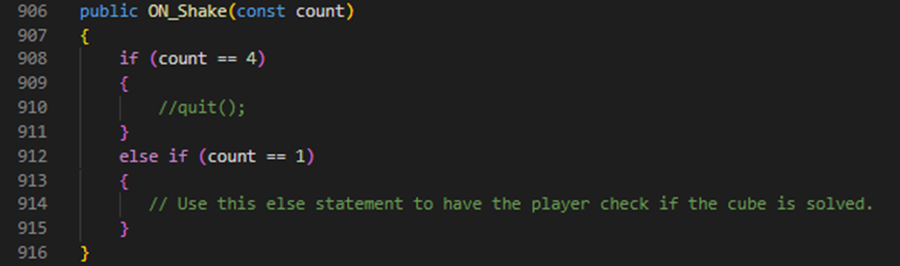 906 public ON_Shake(const count)
907 {
908 if (count == 4)
909 {
910 //quit();
911 }
912 else if (count == 1)
913 {
914 // Use this else statement to have the player check if the cube is solved.
915 }
916 }